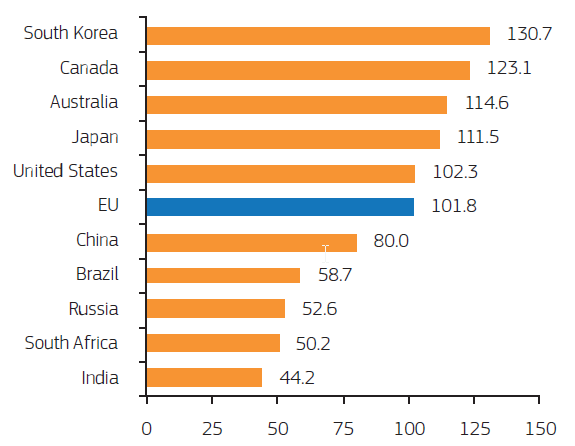 South Korea 130.7
Canada 123.1
Australia 114.6
Japan 111.5
United States 102.3
EU 101.8
China 80.0
Brazil 58.7
Russia 52.6
South Africa 50.2
India 44.2
0 25 50 75 100 125 150